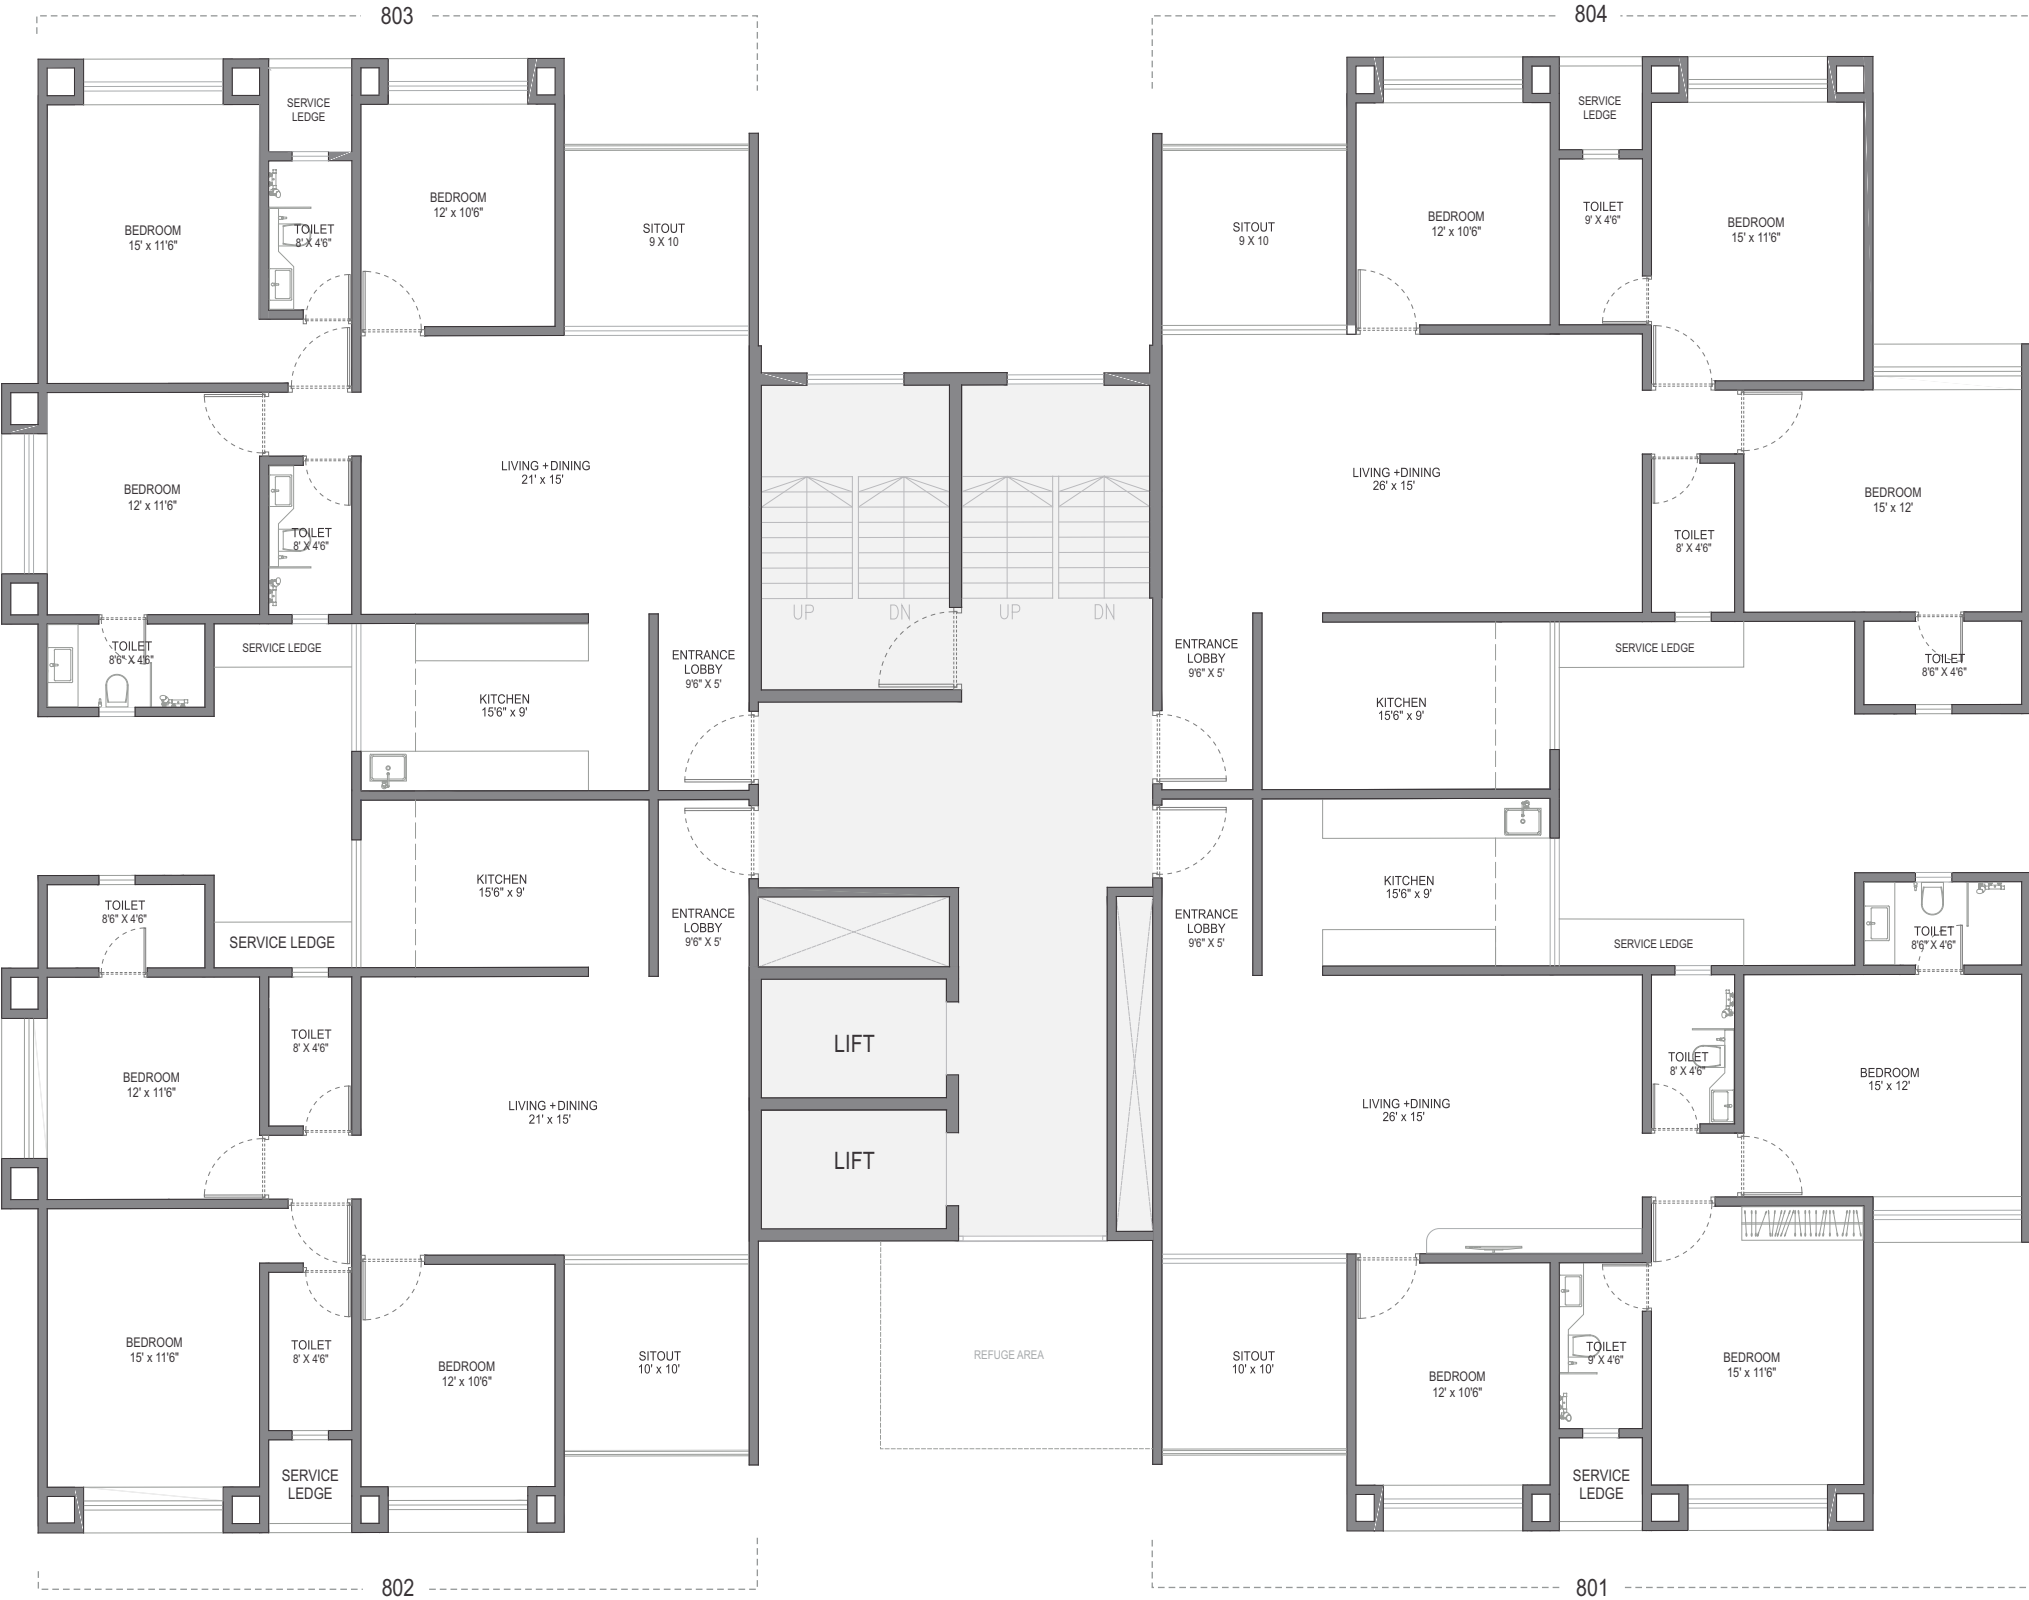 803
804
SERVICE
LEDGE
BEDROOM
15' x 11'6"
TOILET
8' X 4'6"
BEDROOM
12' x 10'6"
SITOUT
9 X 10
SITOUT
9 X 10
BEDROOM
12' x 10'6"
SERVICE
LEDGE
TOILET
9' X 4'6"
BEDROOM
15' x 11'6"
BEDROOM
12' x 11'6"
TOILET
8' X 4'6"
LIVING +DINING
21' x 15'
LIVING +DINING
26' x 15'
TOILET
8' X 4'6"
BEDROOM
15' x 12'
UP
DN
UP
DN
TOILET
8'6" X 4'6"
SERVICE LEDGE
KITCHEN
15'6" x 9'
ENTRANCE
LOBBY
9'6" X 5'
ENTRANCE
LOBBY
9'6" X 5'
KITCHEN
15'6" x 9'
SERVICE LEDGE
TOILET
8'6" X 4'6"
TOILET
8'6" X 4'6"
SERVICE LEDGE
KITCHEN
15'6" x 9'
ENTRANCE
LOBBY
9'6" X 5'
ENTRANCE
LOBBY
9'6" X 5'
KITCHEN
15'6" x 9'
SERVICE LEDGE
TOILET
8'6" X 4'6"
BEDROOM
12' x 11'6"
TOILET
8' X 4'6"
LIVING +DINING
21' x 15'
LIFT
LIFT
LIVING +DINING
26' x 15'
TOILET
8' X 4'6"
BEDROOM
15' x 12'
BEDROOM
15' x 11'6"
TOILET
8' X 4'6"
BEDROOM
12' x 10'6"
SITOUT
10' x 10'
REFUGE AREA
SITOUT
10' x 10'
BEDROOM
12' x 10'6"
TOILET
9' X 4'6"
BEDROOM
15' x 11'6"
SERVICE
LEDGE
SERVICE
LEDGE
802
801